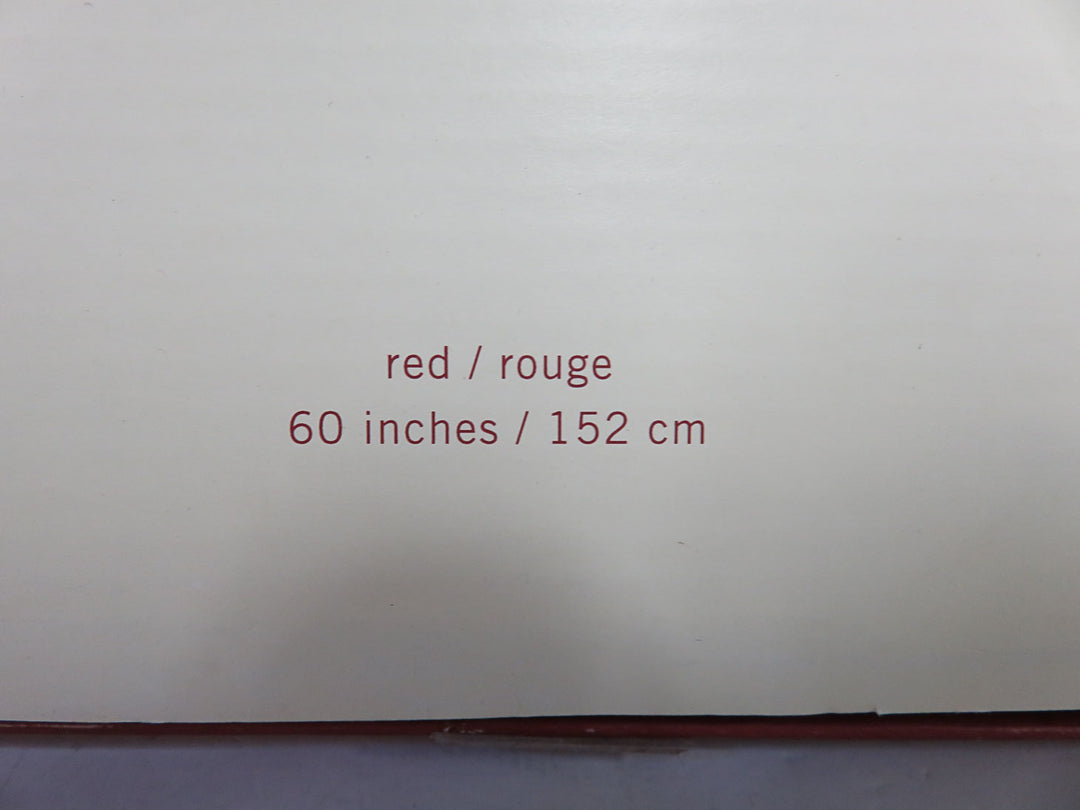 red / rouge
60 inches / 152 cm